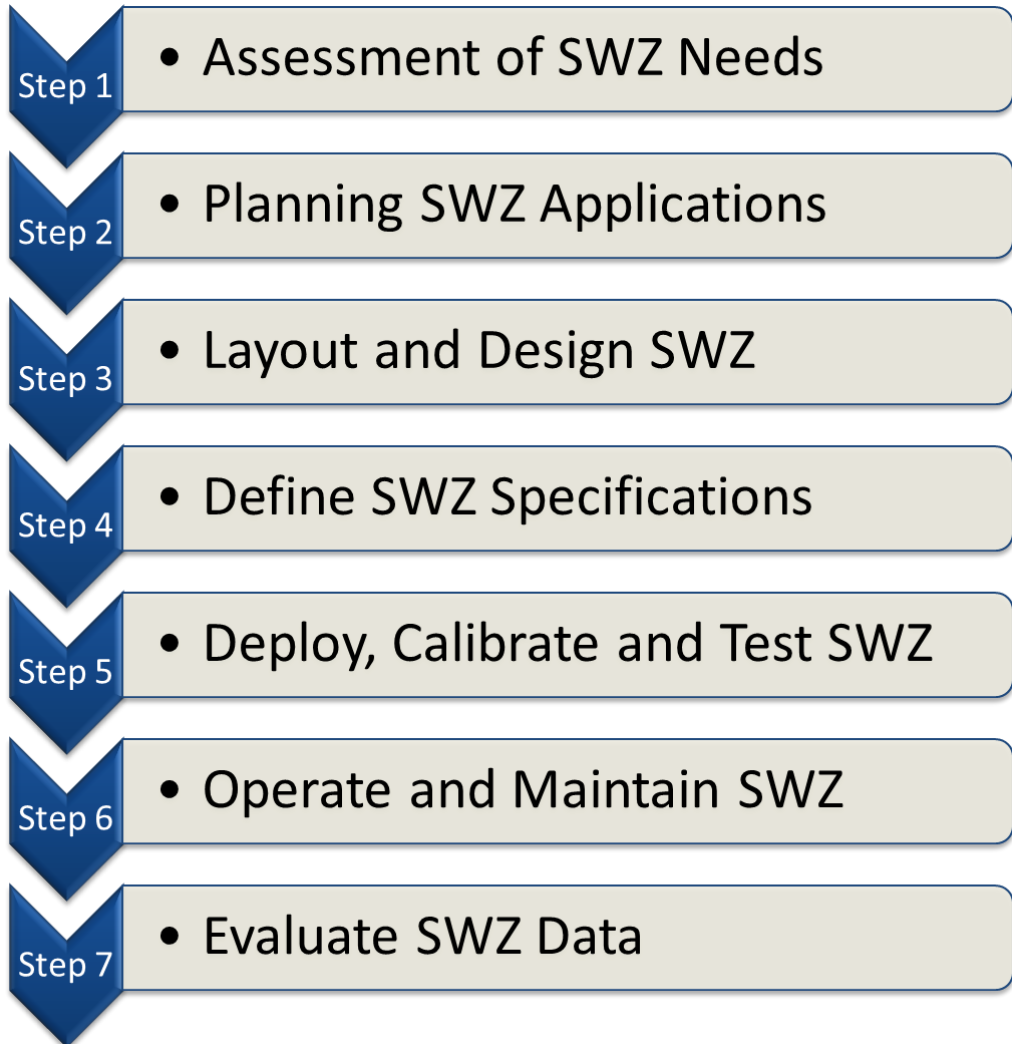 Step 1
• Assessment of SWZ Needs
Step 2
• Planning SWZ Applications
Step 3
• Layout and Design SWZ
Step 4
• Define SWZ Specifications
Step 5
• Deploy, Calibrate and Test SWZ
Step 6
• Operate and Maintain SWZ
Step 7
• Evaluate SWZ Data